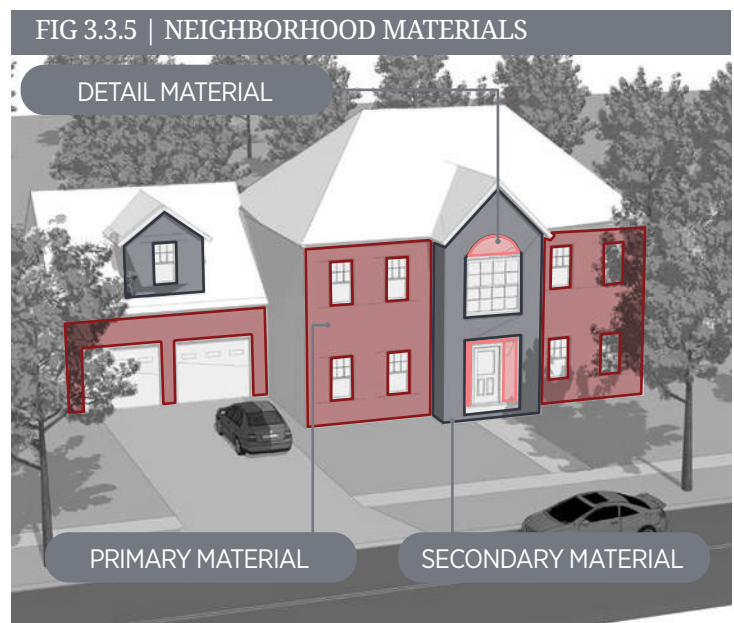 FIG 3.3.5 | NEIGHBORHOOD MATERIALS
DETAIL MATERIAL
PRIMARY MATERIAL
SECONDARY MATERIAL